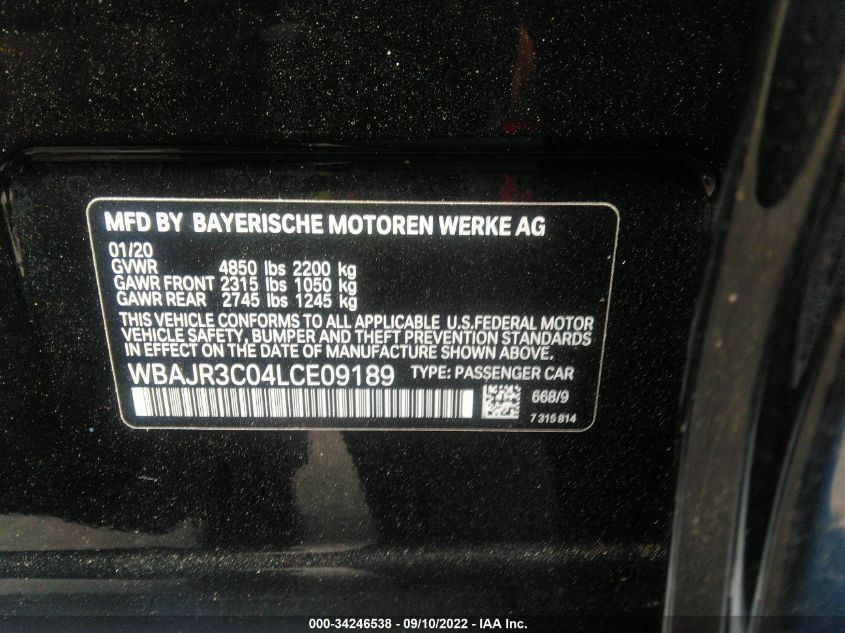 MFD BY BAYERISCHE MOTOREN WERKE AG
01/20
GVWR 4850 lbs 2200 kg
GAWR FRONT 2315 lbs 1050 kg
GAWR REAR 2745 lbs 1245 kg
THIS VEHICLE CONFORMS TO ALL APPLICABLE U.S.FEDERAL MOTOR
VEHICLE SAFETY, BUMPER AND THEFT PREVENTION STANDARDS
IN EFFECT ON THE DATE OF MANUFACTURE SHOWN ABOVE.
WBAJR3C04LCE09189 TYPE: PASSENGER CAR
668/9
7 315 814
000-34246538 - 09/10/2022 - IAA Inc.